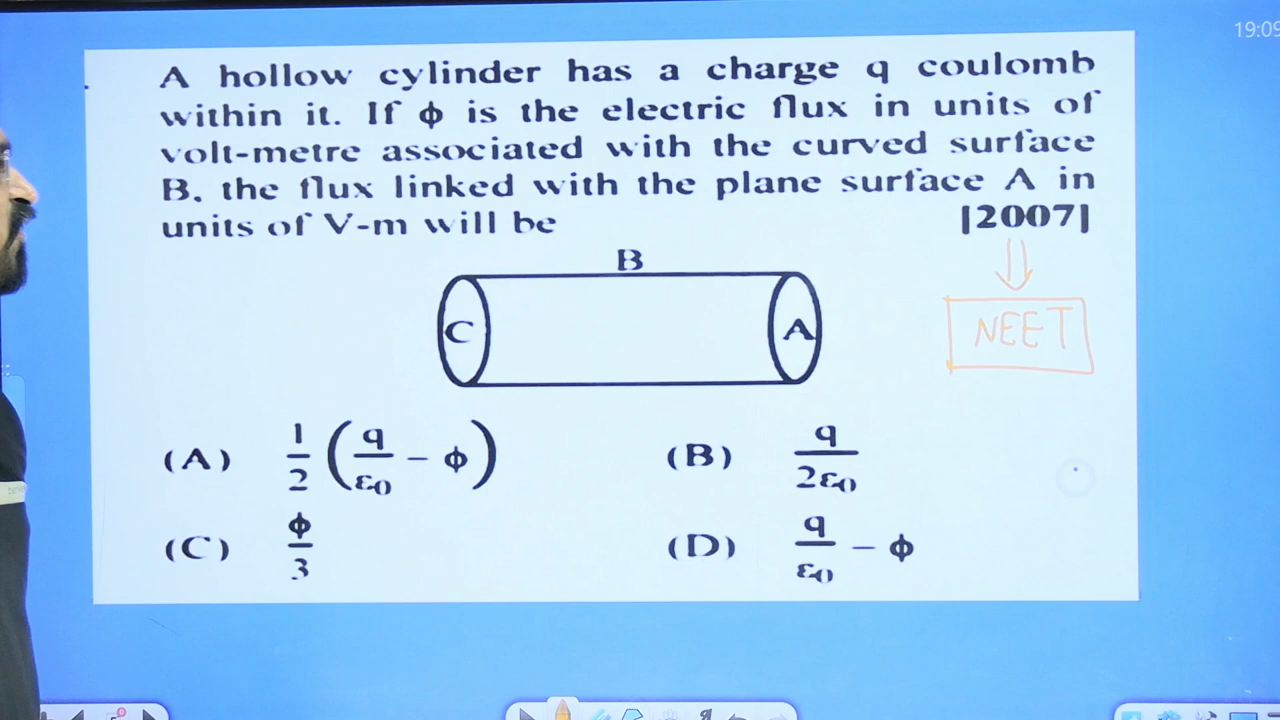 19:09
A hollow cylinder has a charge q coulomb
within it. If ϕ is the electric flux in units of
volt-metre associated with the curved surface
B, the flux linked with the plane surface A in
units of V-m will be [2007]
B
C A
NEET
(A) 1/2 (q/ε0 − ϕ) (B) q/2ε0
(C) ϕ/3 (D) q/ε0 − ϕ